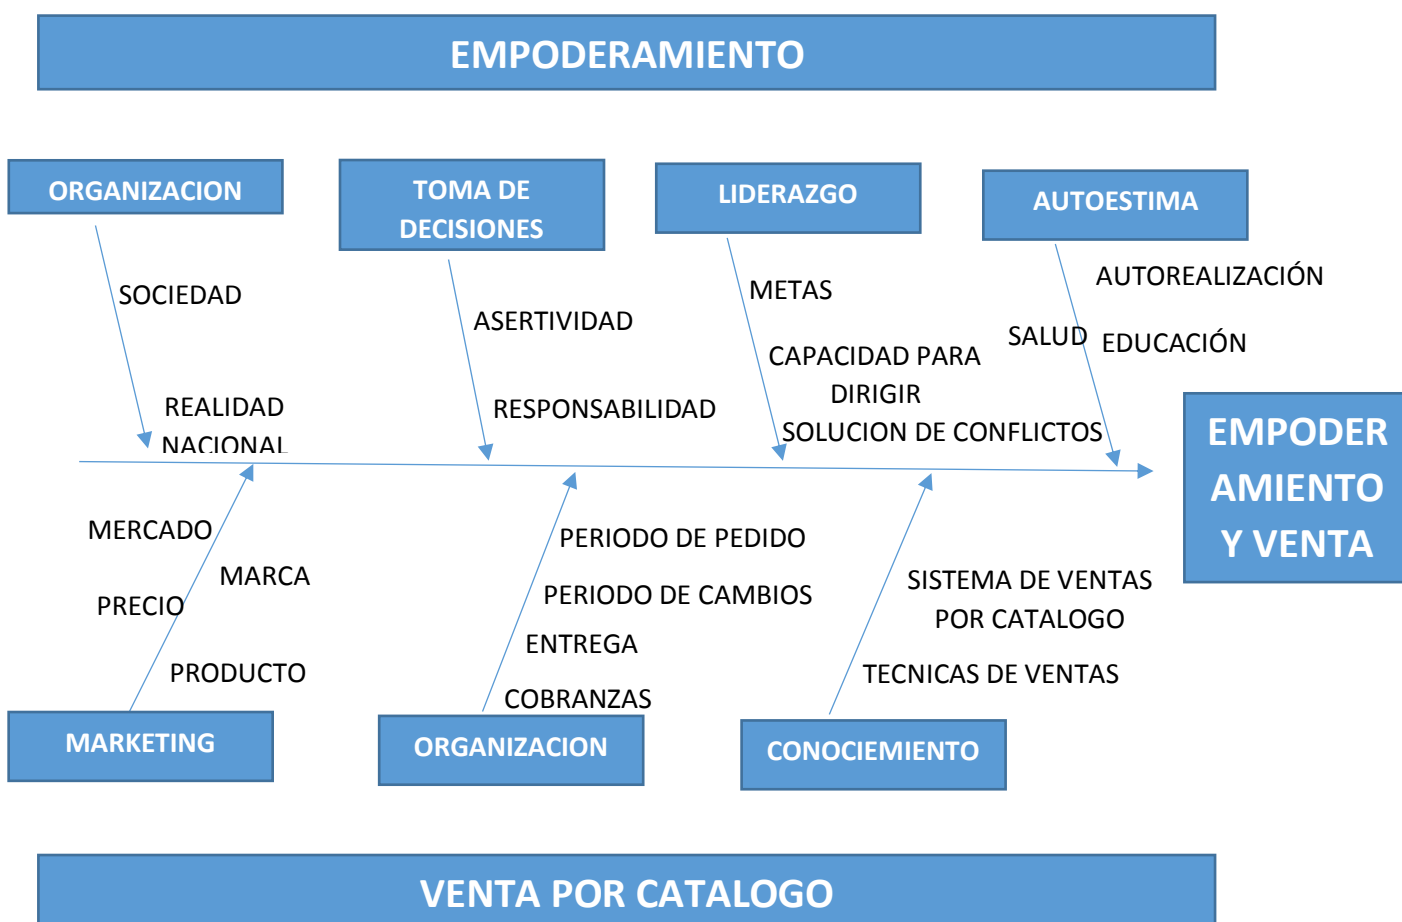 EMPODERAMIENTO
ORGANIZACION
TOMA DE
DECISIONES
LIDERAZGO
AUTOESTIMA
SOCIEDAD
REALIDAD
NACIONAL
ASERTIVIDAD
RESPONSABILIDAD
METAS
CAPACIDAD PARA
DIRIGIR
SOLUCION DE CONFLICTOS
AUTOREALIZACIÓN
SALUD
EDUCACIÓN
EMPODER
AMIENTO
Y VENTA
MERCADO
MARCA
PRECIO
PRODUCTO
PERIODO DE PEDIDO
PERIODO DE CAMBIOS
ENTREGA
COBRANZAS
SISTEMA DE VENTAS
POR CATALOGO
TECNICAS DE VENTAS
MARKETING
ORGANIZACION
CONOCIEMIENTO
VENTA POR CATALOGO